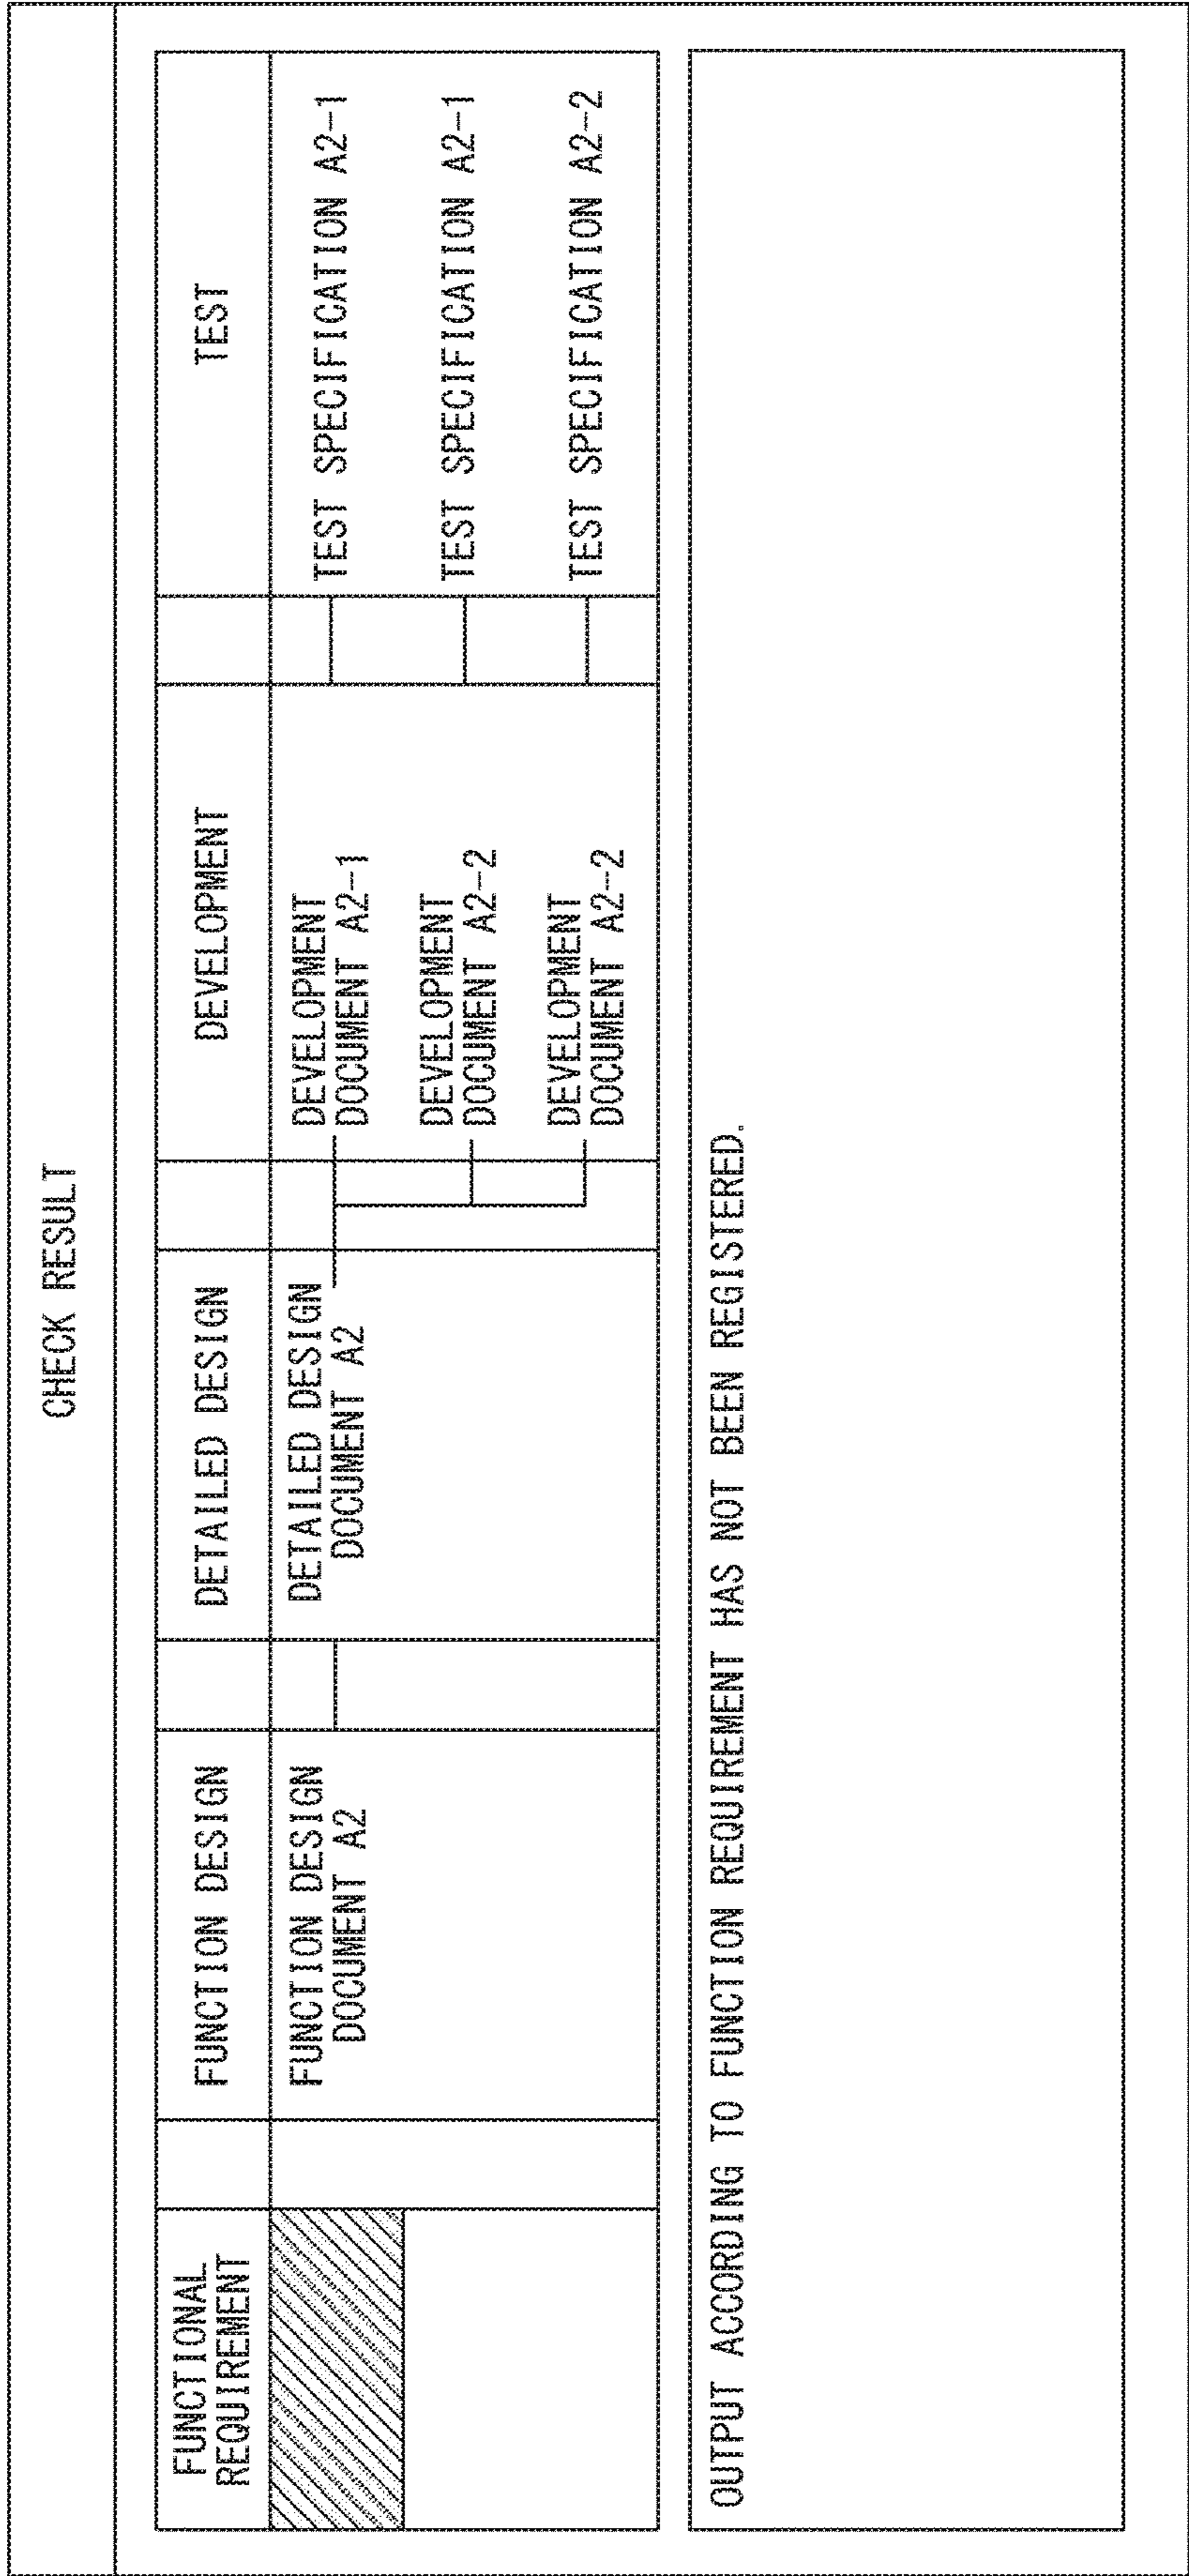 CHECK RESULT
FUNCTIONAL
REQUIREMENT
FUNCTION DESIGN
DETAILED DESIGN
DEVELOPMENT
TEST
FUNCTION DESIGN
DOCUMENT A2
DETAILED DESIGN
DOCUMENT A2
DEVELOPMENT
DOCUMENT A2-1
TEST SPECIFICATION A2-1
DEVELOPMENT
DOCUMENT A2-2
TEST SPECIFICATION A2-1
DEVELOPMENT
DOCUMENT A2-2
TEST SPECIFICATION A2-2
OUTPUT ACCORDING TO FUNCTION REQUIREMENT HAS NOT BEEN REGISTERED.